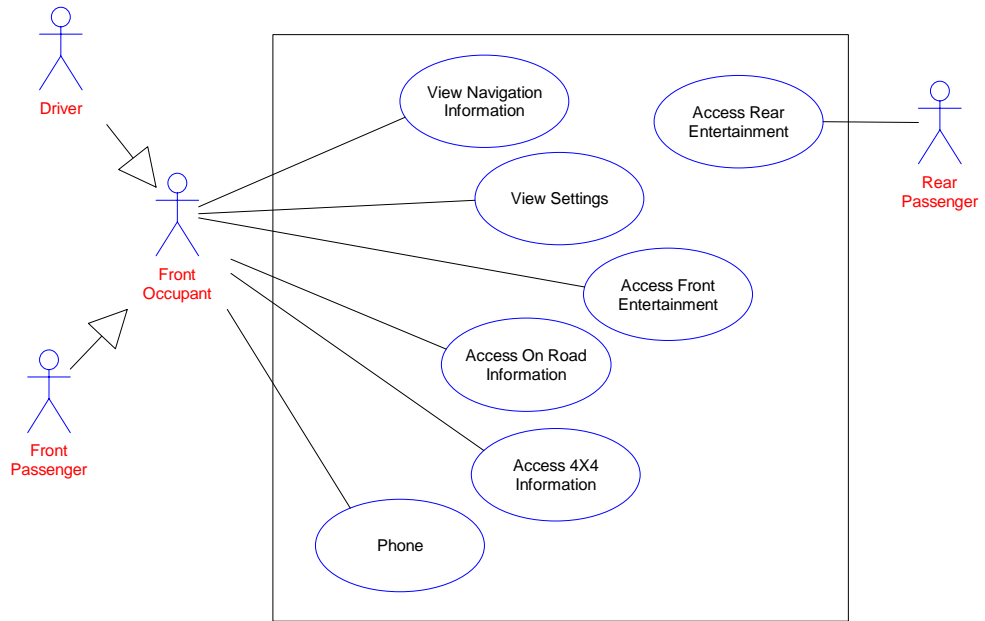 Driver
View Navigation
Information
Access Rear
Entertainment
Rear
Passenger
View Settings
Front
Occupant
Access Front
Entertainment
Access On Road
Information
Front
Passenger
Access 4X4
Information
Phone